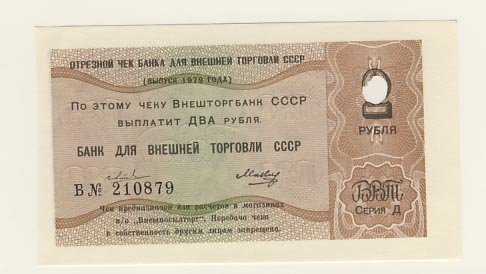 ОТРЕЗНОЙ ЧЕК БАНКА ДЛЯ ВНЕШНЕЙ ТОРГОВЛИ СССР
(ВЫПУСК 1979 ГОДА)
По этому чеку Внешторгбанк СССР
выплатит ДВА рубля.
БАНК ДЛЯ ВНЕШНЕЙ ТОРГОВЛИ СССР
В № 210879
Чек предназначен для расчетов в магазинах
в/о „Внешпосылторг". Передача чека
в собственность другим лицам запрещена.
2
РУБЛЯ
ВВТ
Серия Д